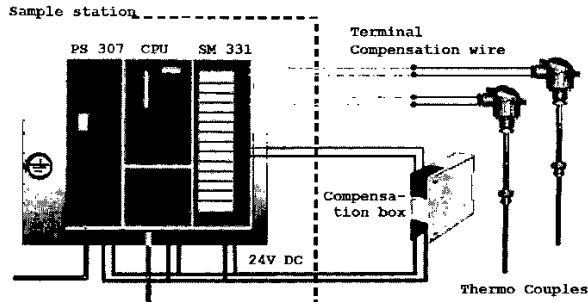 Sample station
PS 307 CPU SM 331
Terminal
Compensation wire
Compensa-
tion box
24V DC
Thermo Couples